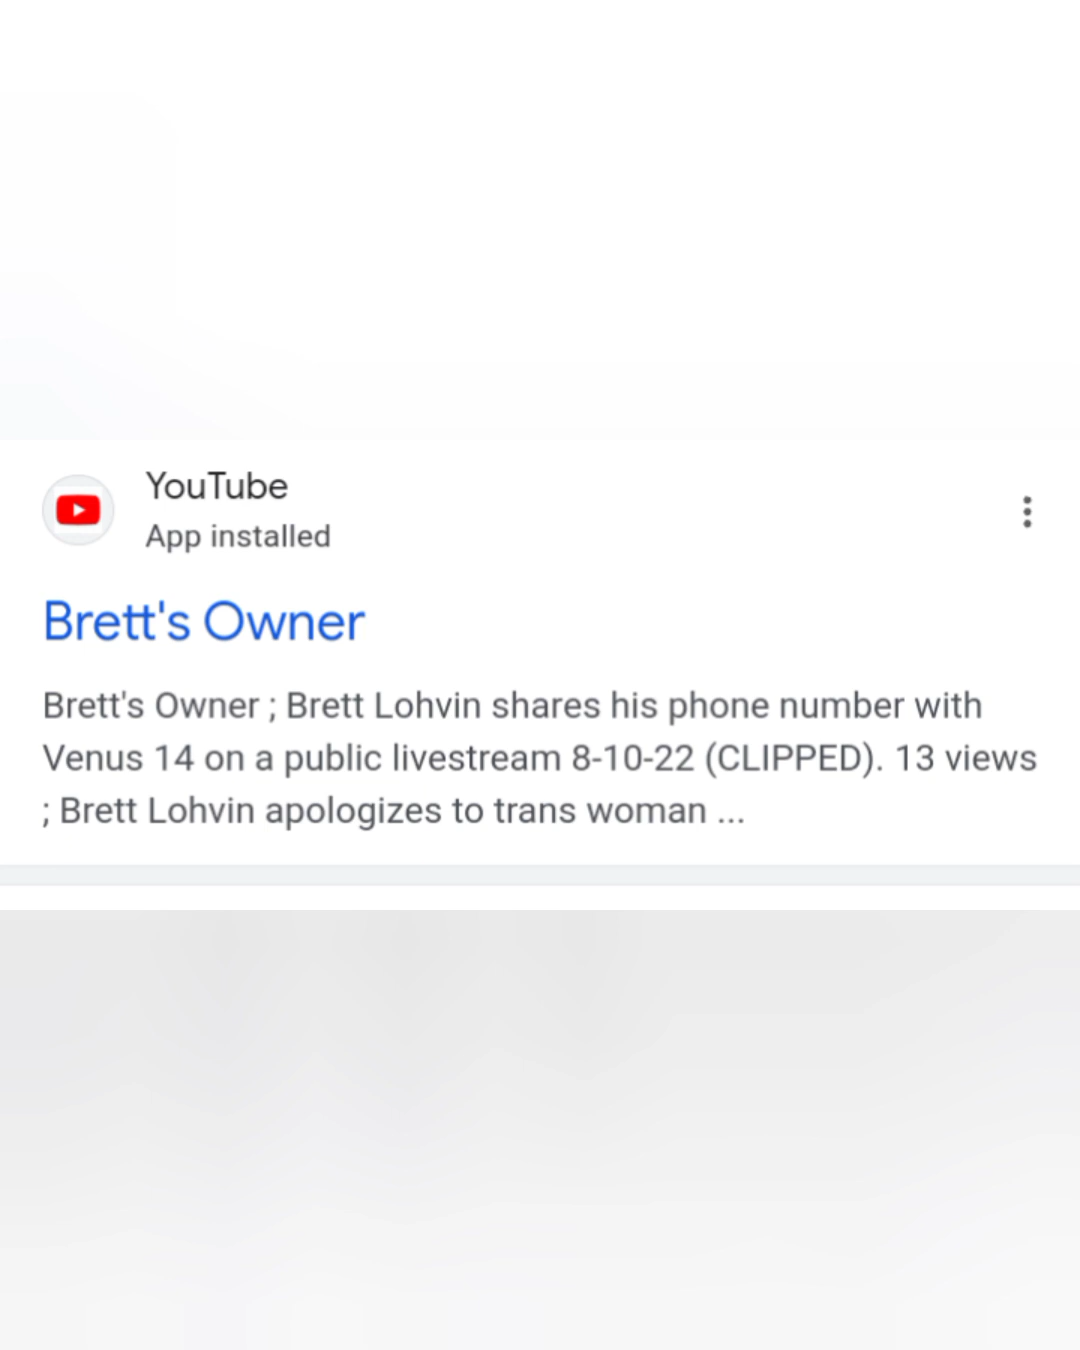 YouTube
App installed
Brett's Owner
Brett's Owner ; Brett Lohvin shares his phone number with
Venus 14 on a public livestream 8-10-22 (CLIPPED). 13 views
; Brett Lohvin apologizes to trans woman ...